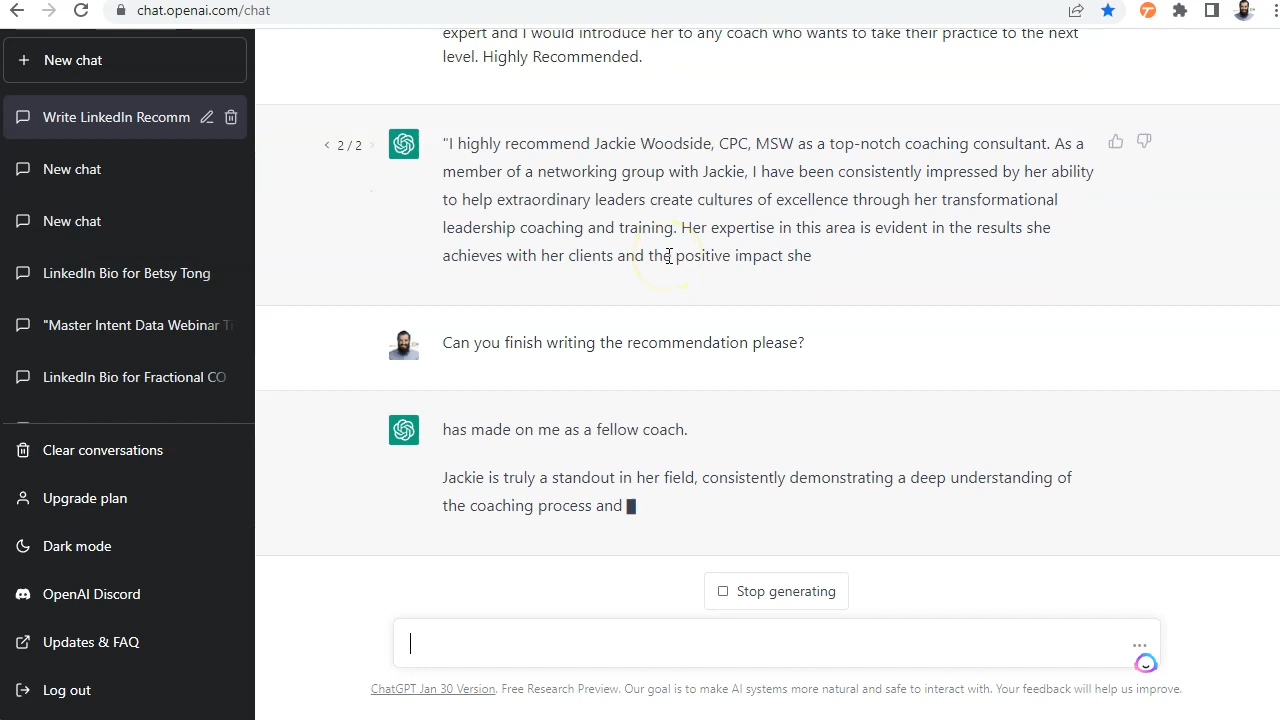 chat.openai.com/chat
New chat
Write LinkedIn Recomm
New chat
New chat
LinkedIn Bio for Betsy Tong
"Master Intent Data Webinar T
LinkedIn Bio for Fractional CO
Clear conversations
Upgrade plan
Dark mode
OpenAI Discord
Updates & FAQ
Log out
expert and I would introduce her to any coach who wants to take their practice to the next
level. Highly Recommended.
< 2 / 2 >
"I highly recommend Jackie Woodside, CPC, MSW as a top-notch coaching consultant. As a
member of a networking group with Jackie, I have been consistently impressed by her ability
to help extraordinary leaders create cultures of excellence through her transformational
leadership coaching and training. Her expertise in this area is evident in the results she
achieves with her clients and the positive impact she
Can you finish writing the recommendation please?
has made on me as a fellow coach.
Jackie is truly a standout in her field, consistently demonstrating a deep understanding of
the coaching process and
Stop generating
ChatGPT Jan 30 Version. Free Research Preview. Our goal is to make AI systems more natural and safe to interact with. Your feedback will help us improve.